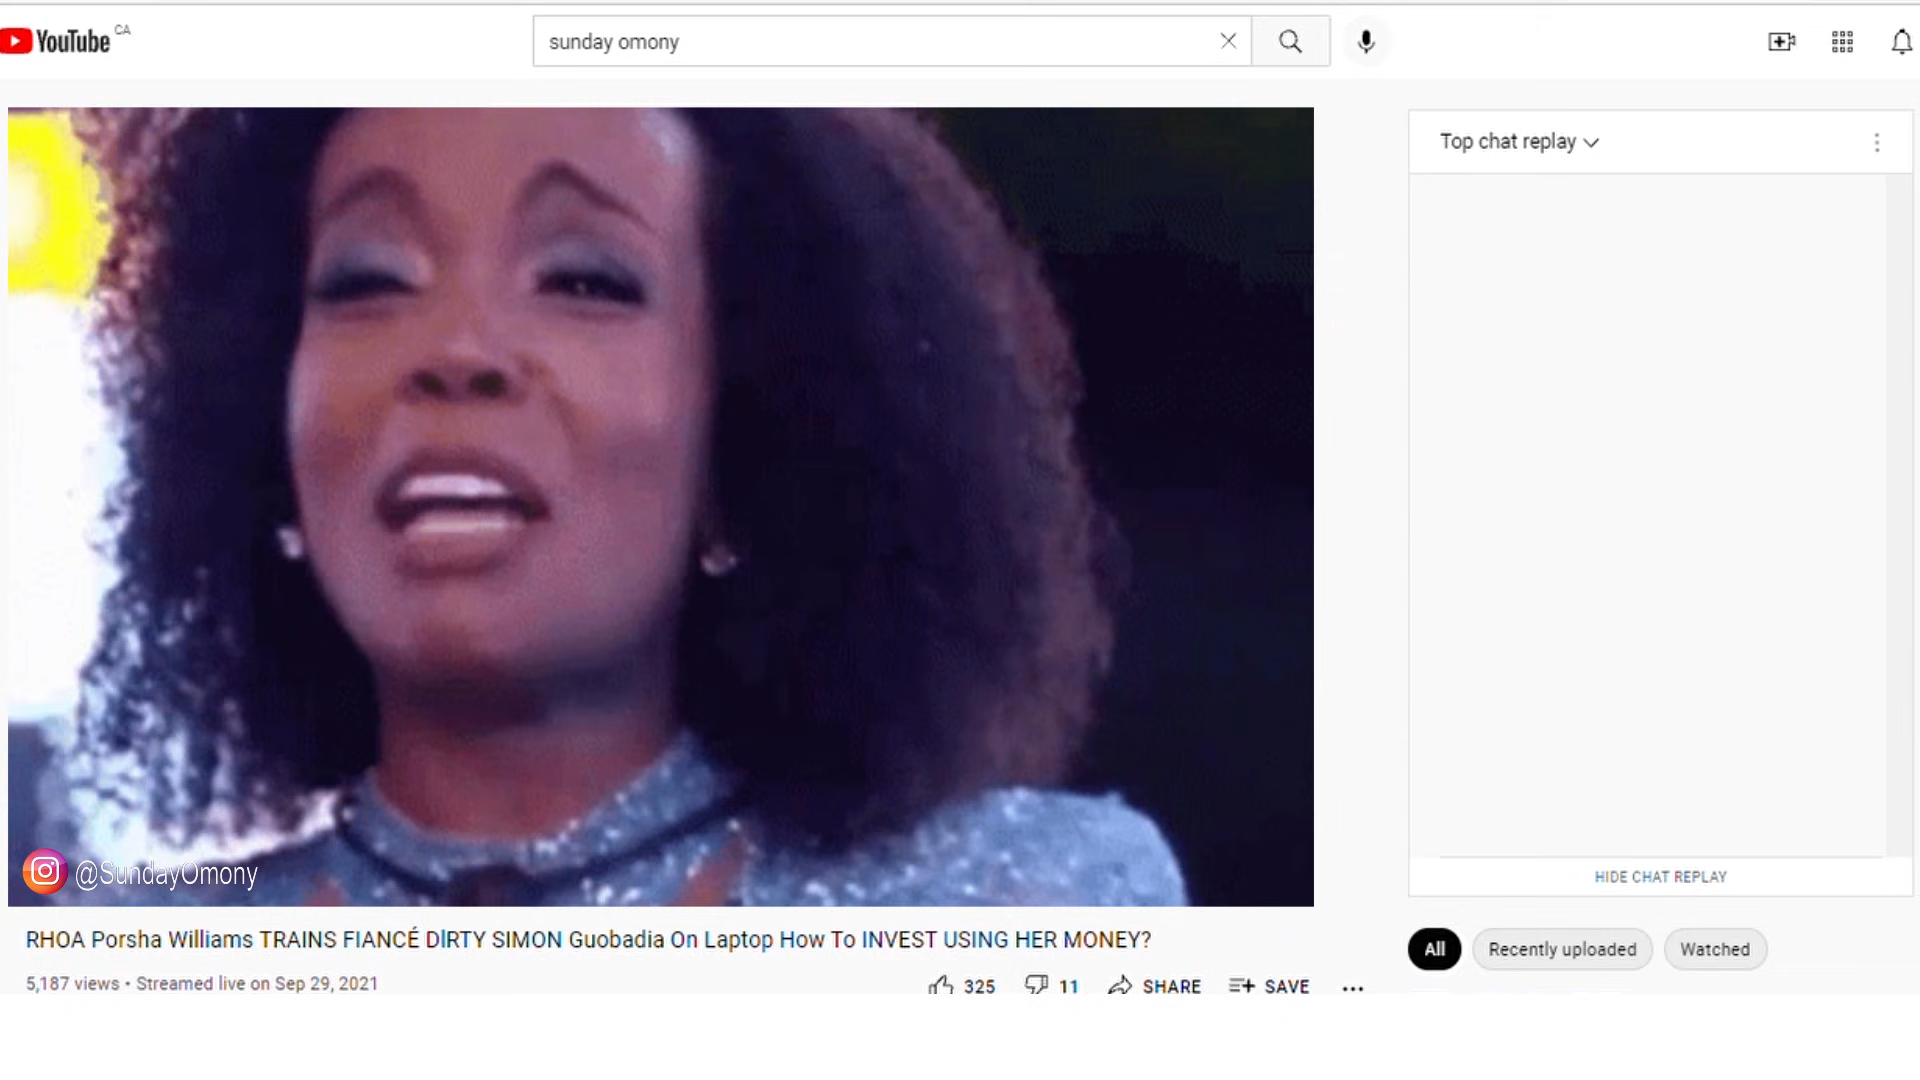 YouTube CA
sunday omony
Top chat replay
@SundayOmony
HIDE CHAT REPLAY
RHOA Porsha Williams TRAINS FIANCÉ DIRTY SIMON Guobadia On Laptop How To INVEST USING HER MONEY?
All Recently uploaded Watched
5,187 views • Streamed live on Sep 29, 2021
325 11 SHARE SAVE